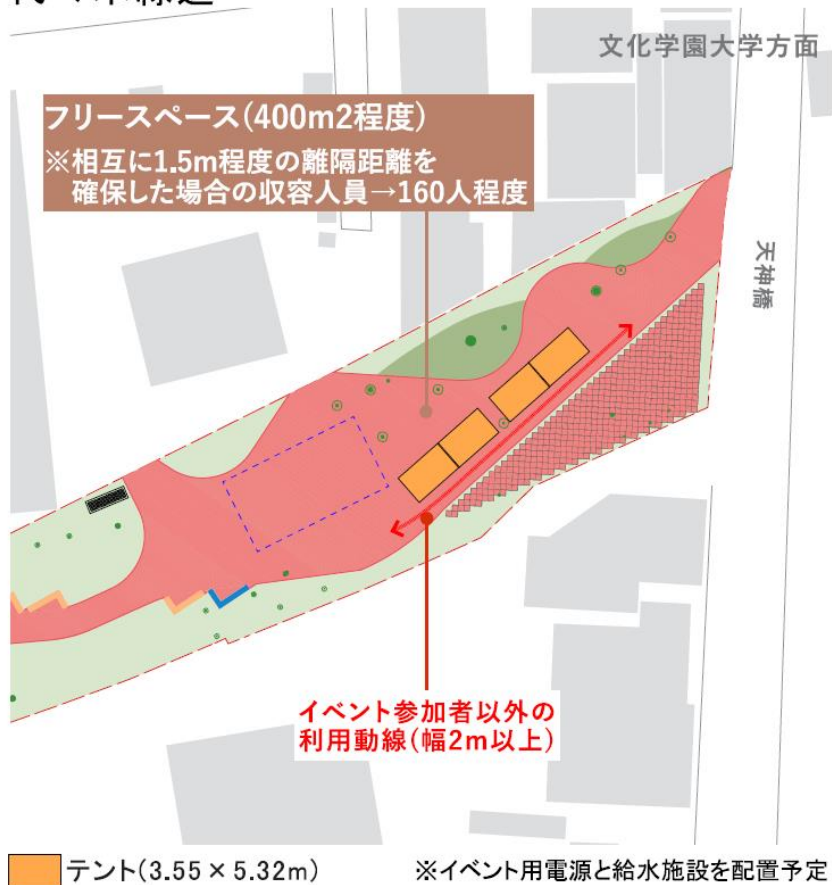 文化学園大学方面
フリースペース(400m2程度)
※相互に1.5m程度の離隔距離を
確保した場合の収容人員→160人程度
天神橋
イベント参加者以外の
利用動線(幅2m以上)
テント(3.55×5.32m)
※イベント用電源と給水施設を配置予定